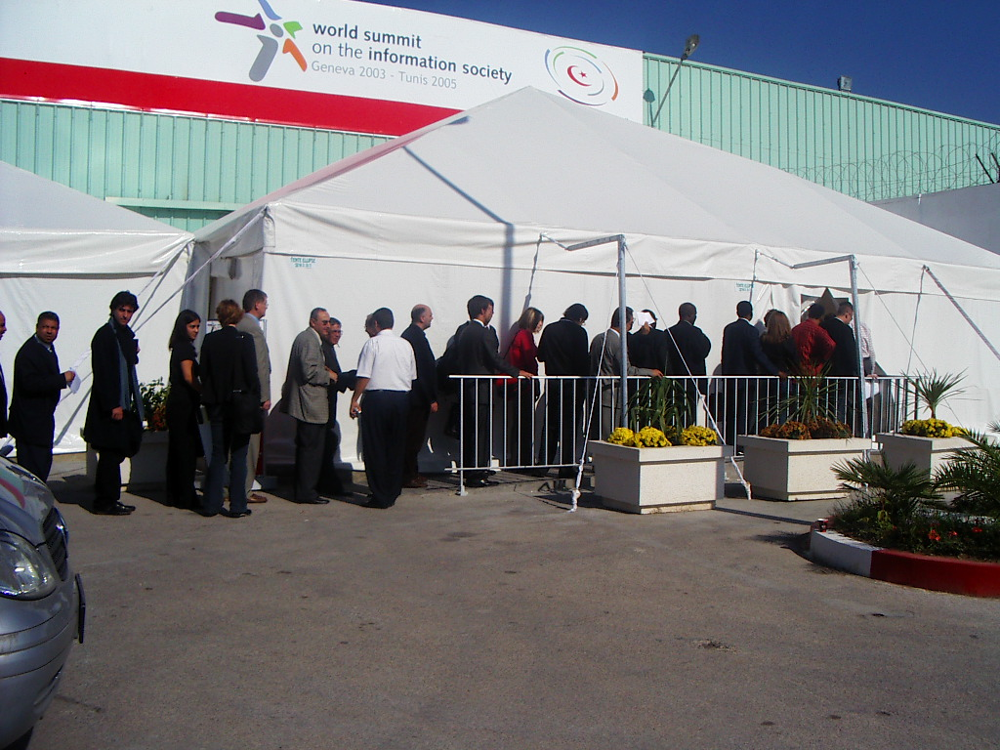 world summit
on the information society
Geneva 2003 - Tunis 2005